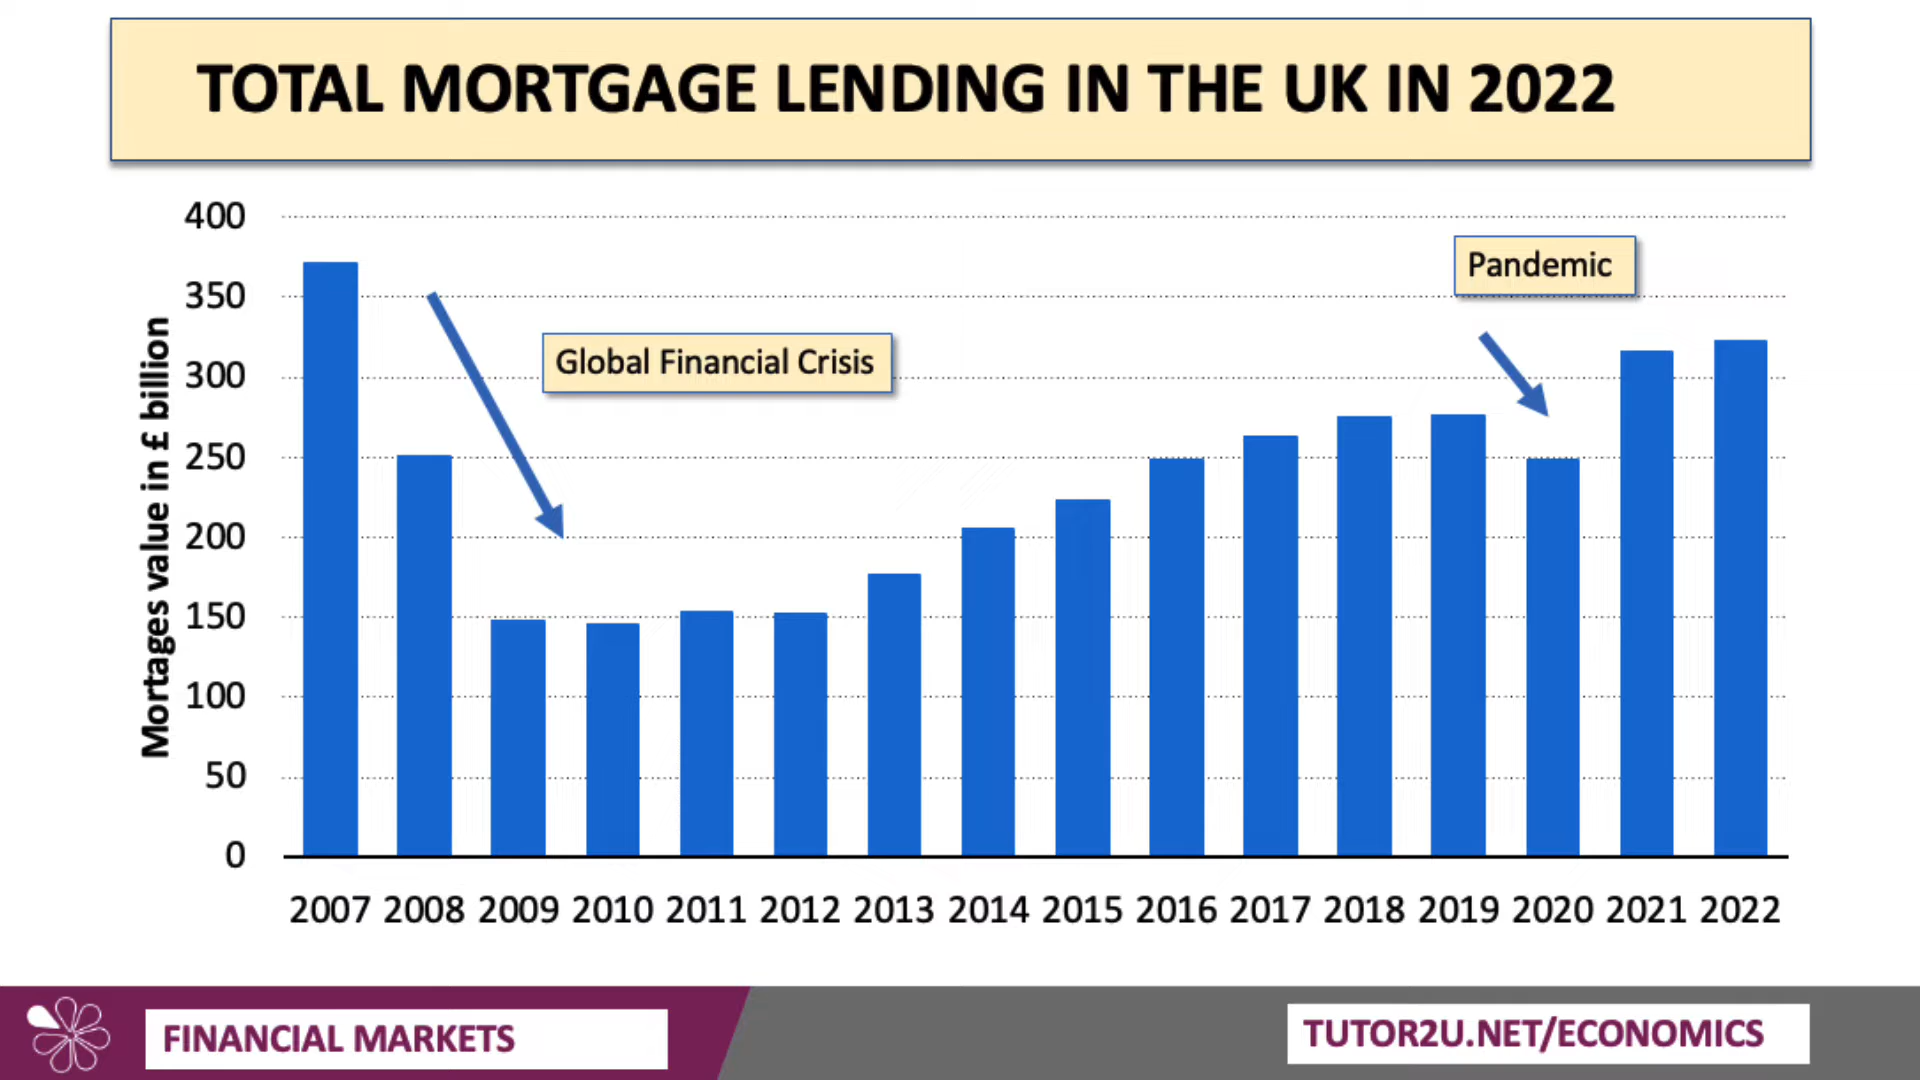 TOTAL MORTGAGE LENDING IN THE UK IN 2022
Mortages value in £ billion
400
350
300
250
200
150
100
50
0
Global Financial Crisis
Pandemic
2007 2008 2009 2010 2011 2012 2013 2014 2015 2016 2017 2018 2019 2020 2021 2022
FINANCIAL MARKETS
TUTOR2U.NET/ECONOMICS